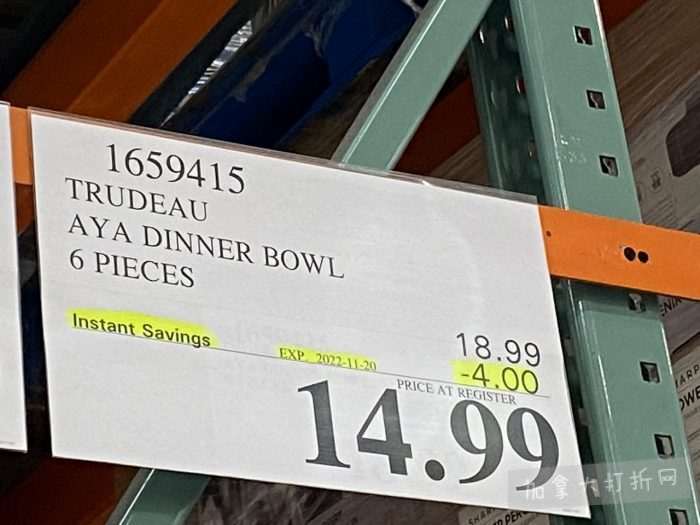 1659415
TRUDEAU
AYA DINNER BOWL
6 PIECES
Instant Savings
EXP. 2022-11-20
18.99
-4.00
PRICE AT REGISTER
14.99
加拿大打折网
SHARP